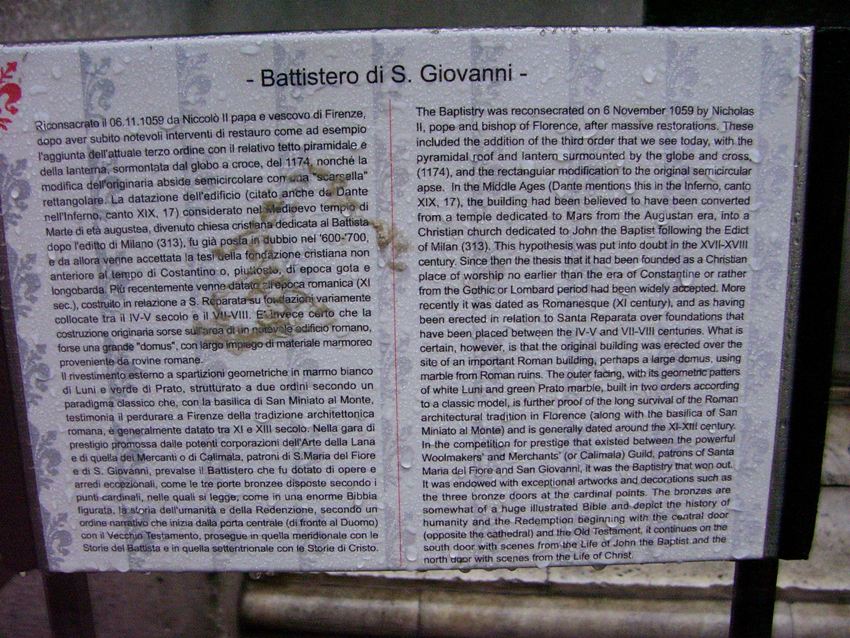 - Battistero di S. Giovanni -
Riconsacrato il 06.11.1059 da Niccolò II papa e vescovo di Firenze,
dopo aver subito notevoli interventi di restauro come ad esempio
l'aggiunta dell'attuale terzo ordine con il relativo tetto piramidale e
della lanterna, sormontata dal globo a croce, del 1174, nonché la
modifica dell'originaria abside semicircolare con una "scarsella"
rettangolare. La datazione dell'edificio (citato anche da Dante
nell'Inferno, canto XIX, 17) considerato nel Medioevo tempio di
Marte di età augustea, divenuto chiesa cristiana dedicata al Battista
dopo l'editto di Milano (313), fu già posta in dubbio nei '600-'700,
e da allora venne accettata la tesi della fondazione cristiana non
anteriore al tempo di Costantino o, piuttosto, di epoca gota e
longobarda. Più recentemente venne datato all'epoca romanica (XI
sec.), costruito in relazione a S. Reparata su fondazioni variamente
collocate tra il IV-V secolo e il VII-VIII. E' invece certo che la
costruzione originaria sorse sull'area di un notevole edificio romano,
forse una grande "domus", con largo impiego di materiale marmoreo
proveniente da rovine romane.
Il rivestimento esterno a spartizioni geometriche in marmo bianco
di Luni e verde di Prato, strutturato a due ordini secondo un
paradigma classico che, con la basilica di San Miniato al Monte,
testimonia il perdurare a Firenze della tradizione architettonica
romana, è generalmente datato tra XI e XIII secolo. Nella gara di
prestigio promossa dalle potenti corporazioni dell'Arte della Lana
e di quella dei Mercanti o di Calimala, patroni di S.Maria del Fiore
e di S. Giovanni, prevalse il Battistero che fu dotato di opere e
arredi eccezionali, come le tre porte bronzee disposte secondo i
punti cardinali, nelle quali si legge, come in una enorme Bibbia
figurata, la storia dell'umanità e della Redenzione, secondo un
ordine narrativo che inizia dalla porta centrale (di fronte al Duomo)
con il Vecchio Testamento, prosegue in quella meridionale con le
Storie del Battista e in quella settentrionale con le Storie di Cristo.
The Baptistry was reconsecrated on 6 November 1059 by Nicholas
II, pope and bishop of Florence, after massive restorations. These
included the addition of the third order that we see today, with the
pyramidal roof and lantern surmounted by the globe and cross,
(1174), and the rectangular modification to the original semicircular
apse. In the Middle Ages (Dante mentions this in the Inferno, canto
XIX, 17), the building had been believed to have been converted
from a temple dedicated to Mars from the Augustan era, into a
Christian church dedicated to John the Baptist following the Edict
of Milan (313). This hypothesis was put into doubt in the XVII-XVIII
century. Since then the thesis that it had been founded as a Christian
place of worship no earlier than the era of Constantine or rather
from the Gothic or Lombard period had been widely accepted. More
recently it was dated as Romanesque (XI century), and as having
been erected in relation to Santa Reparata over foundations that
have been placed between the IV-V and VII-VIII centuries. What is
certain, however, is that the original building was erected over the
site of an important Roman building, perhaps a large domus, using
marble from Roman ruins. The outer facing, with its geometric patters
of white Luni and green Prato marble, built in two orders according
to a classic model, is further proof of the long survival of the Roman
architectural tradition in Florence (along with the basilica of San
Miniato al Monte) and is generally dated around the XI-XIII century.
In the competition for prestige that existed between the powerful
Woolmakers' and Merchants' (or Calimala) Guild, patrons of Santa
Maria del Fiore and San Giovanni, it was the Baptistry that won out.
It was endowed with exceptional artworks and decorations such as
the three bronze doors at the cardinal points. The bronzes are
somewhat of a huge illustrated Bible and depict the history of
humanity and the Redemption beginning with the central door
(opposite the cathedral) and the Old Testament, it continues on the
south door with scenes from the Life of John the Baptist and the
north door with scenes from the Life of Christ.